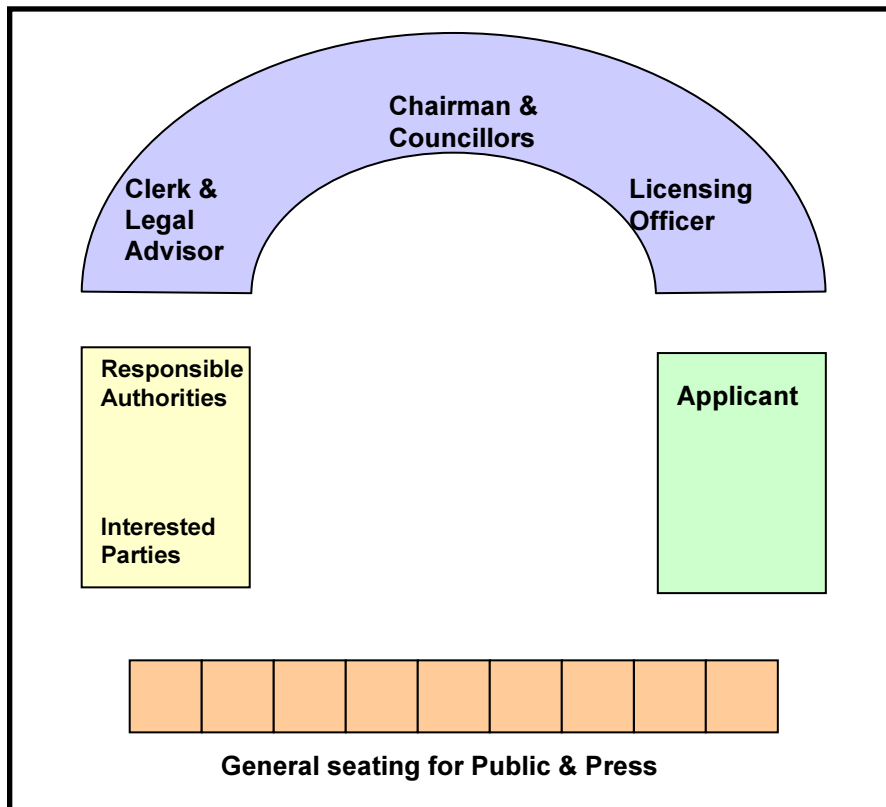 Chairman &
Councillors
Clerk &
Legal
Advisor
Licensing
Officer
Responsible
Authorities
Applicant
Interested
Parties
General seating for Public & Press